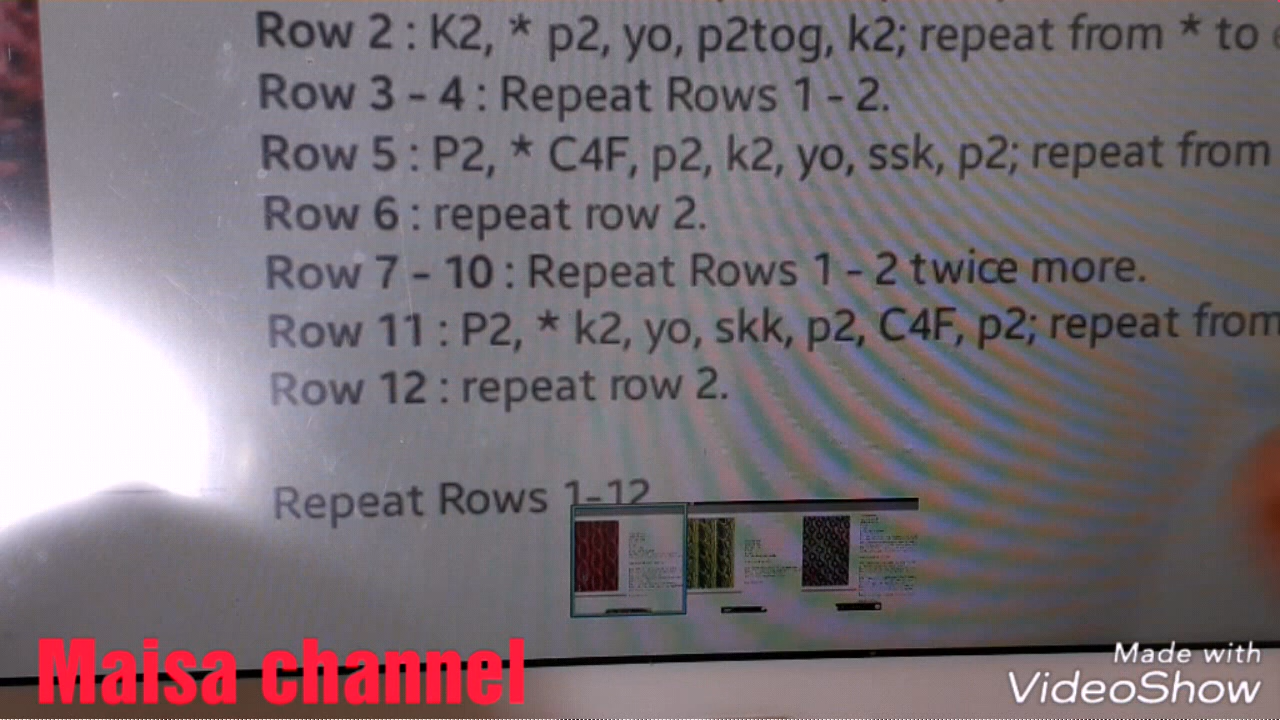 Row 2 : K2, * p2, yo, p2tog, k2; repeat from * to
Row 3 - 4 : Repeat Rows 1 - 2.
Row 5 : P2, * C4F, p2, k2, yo, ssk, p2; repeat from
Row 6 : repeat row 2.
Row 7 - 10 : Repeat Rows 1 - 2 twice more.
Row 11 : P2, * k2, yo, skk, p2, C4F, p2; repeat from
Row 12 : repeat row 2.
Repeat Rows 1-12
Maisa channel
Made with
VideoShow